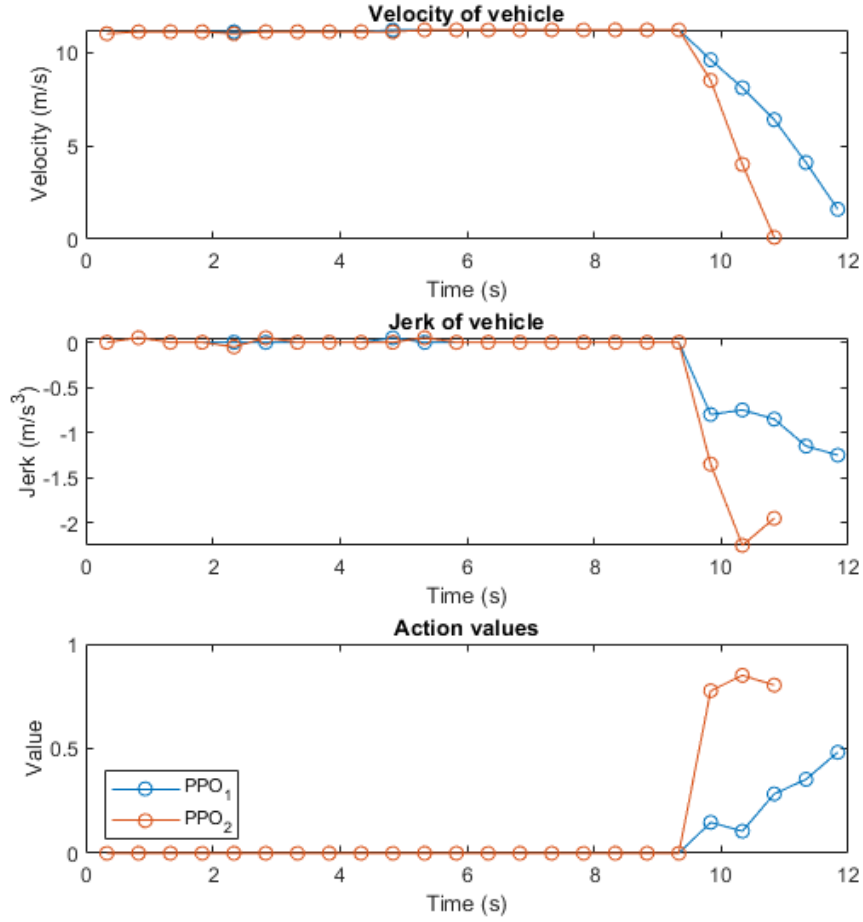 Velocity of vehicle
10
5
0
Velocity (m/s)
0 2 4 6 8 10 12
Time (s)
Jerk of vehicle
0
-0.5
-1
-1.5
-2
Jerk (m/s³)
0 2 4 6 8 10 12
Time (s)
Action values
1
0.5
0
Value
PPO₁
PPO₂
0 2 4 6 8 10 12
Time (s)